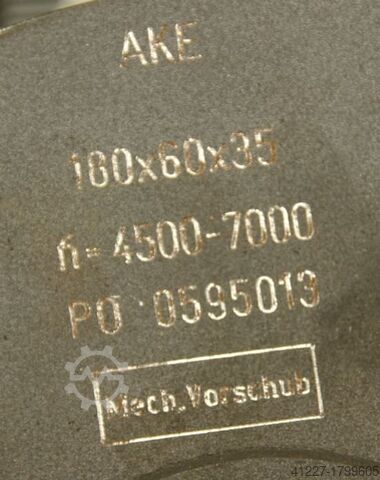 AKE
180x60x35
n= 4500-7000
PO 0595013
Mech.Vorschub
41227-1799605